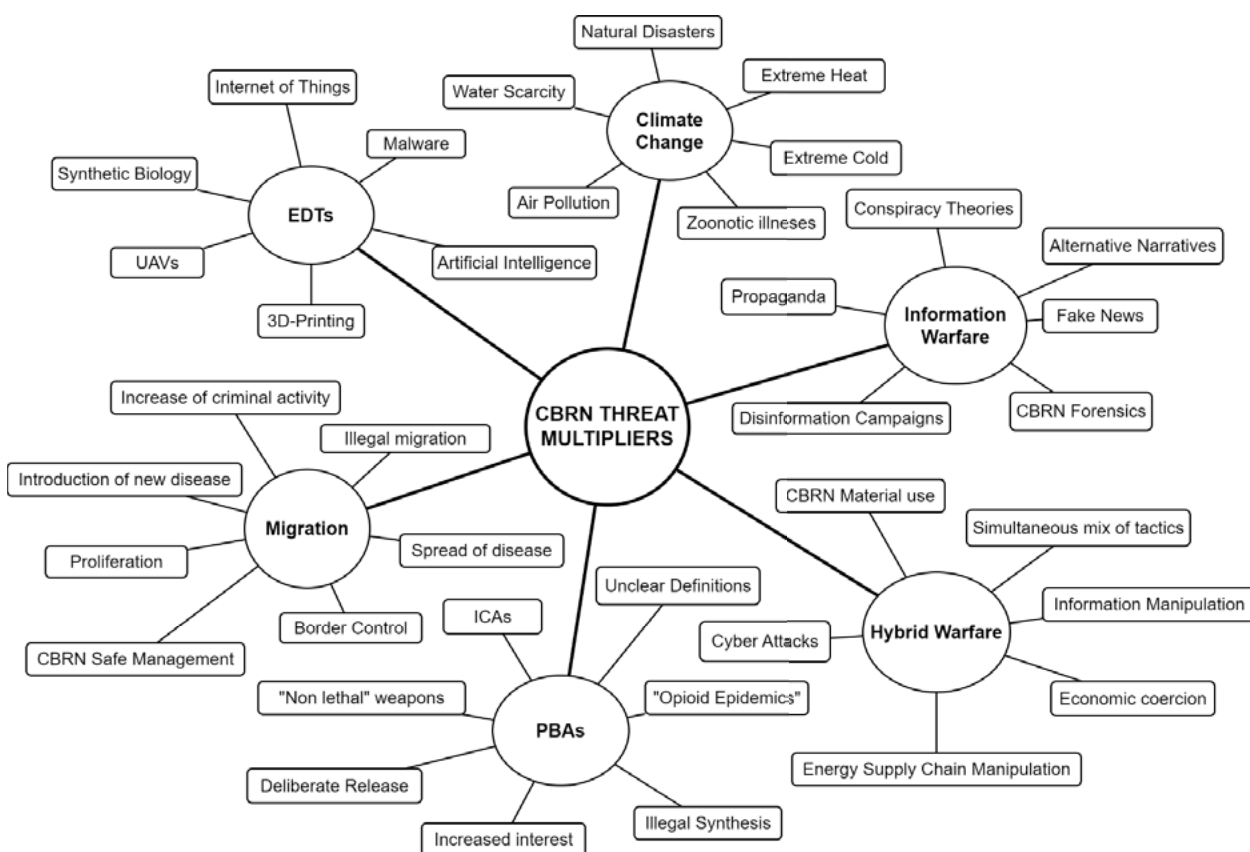 Natural Disasters
Extreme Heat
Water Scarcity
Climate
Change
Extreme Cold
Air Pollution
Zoonotic illneses
Internet of Things
Malware
Synthetic Biology
EDTs
UAVs
Artificial Intelligence
3D-Printing
Conspiracy Theories
Alternative Narratives
Propaganda
Information
Warfare
Fake News
Disinformation Campaigns
CBRN Forensics
CBRN THREAT
MULTIPLIERS
Increase of criminal activity
Illegal migration
Introduction of new disease
Migration
Proliferation
Spread of disease
Border Control
CBRN Safe Management
CBRN Material use
Simultaneous mix of tactics
Information Manipulation
Cyber Attacks
Hybrid Warfare
Economic coercion
Energy Supply Chain Manipulation
Unclear Definitions
ICAs
"Non lethal" weapons
"Opioid Epidemics"
PBAs
Deliberate Release
Increased interest
Illegal Synthesis